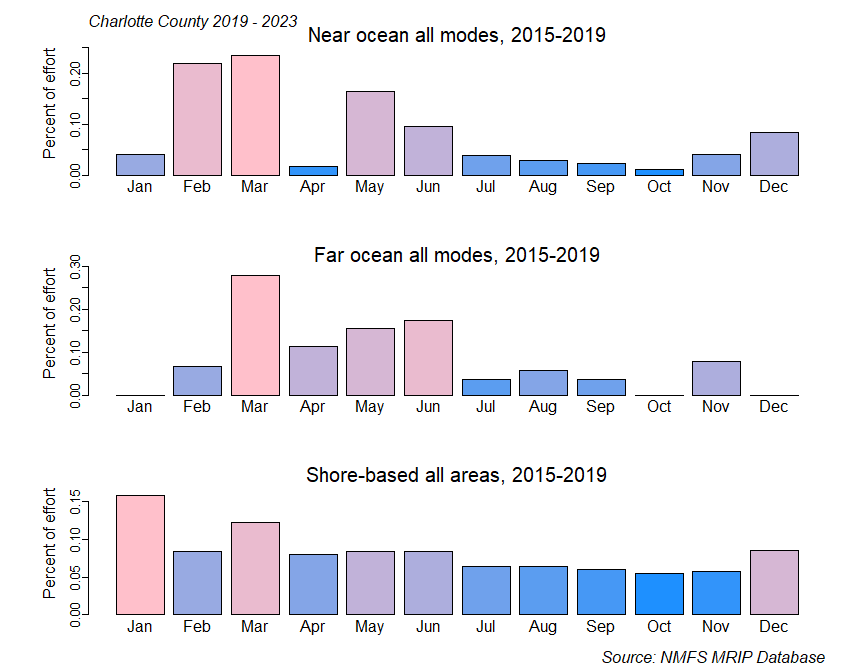 Charlotte County 2019 - 2023
Near ocean all modes, 2015-2019
Percent of effort
0.00 0.10 0.20
Jan Feb Mar Apr May Jun Jul Aug Sep Oct Nov Dec
Far ocean all modes, 2015-2019
Percent of effort
0.00 0.10 0.20 0.30
Jan Feb Mar Apr May Jun Jul Aug Sep Oct Nov Dec
Shore-based all areas, 2015-2019
Percent of effort
0.00 0.05 0.10 0.15
Jan Feb Mar Apr May Jun Jul Aug Sep Oct Nov Dec
Source: NMFS MRIP Database